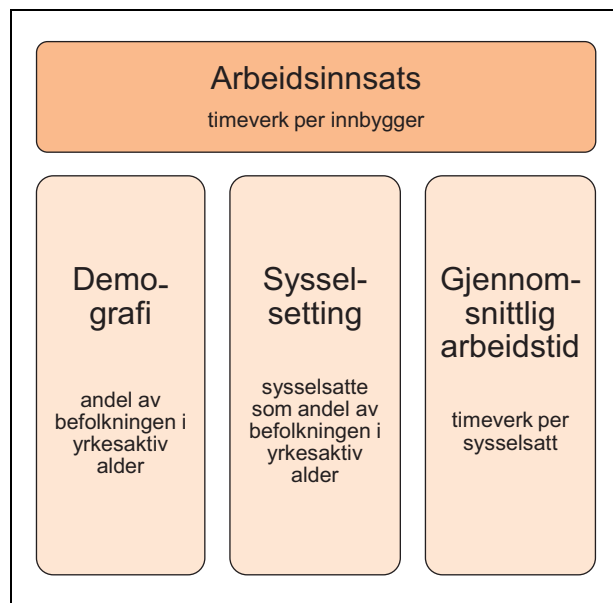 Arbeidsinnsats
timeverk per innbygger
Demo-
grafi
andel av
befolkningen i
yrkesaktiv
alder
Syssel-
setting
sysselsatte
som andel av
befolkningen i
yrkesaktiv
alder
Gjennom-
snittlig
arbeidstid
timeverk per
sysselsatt